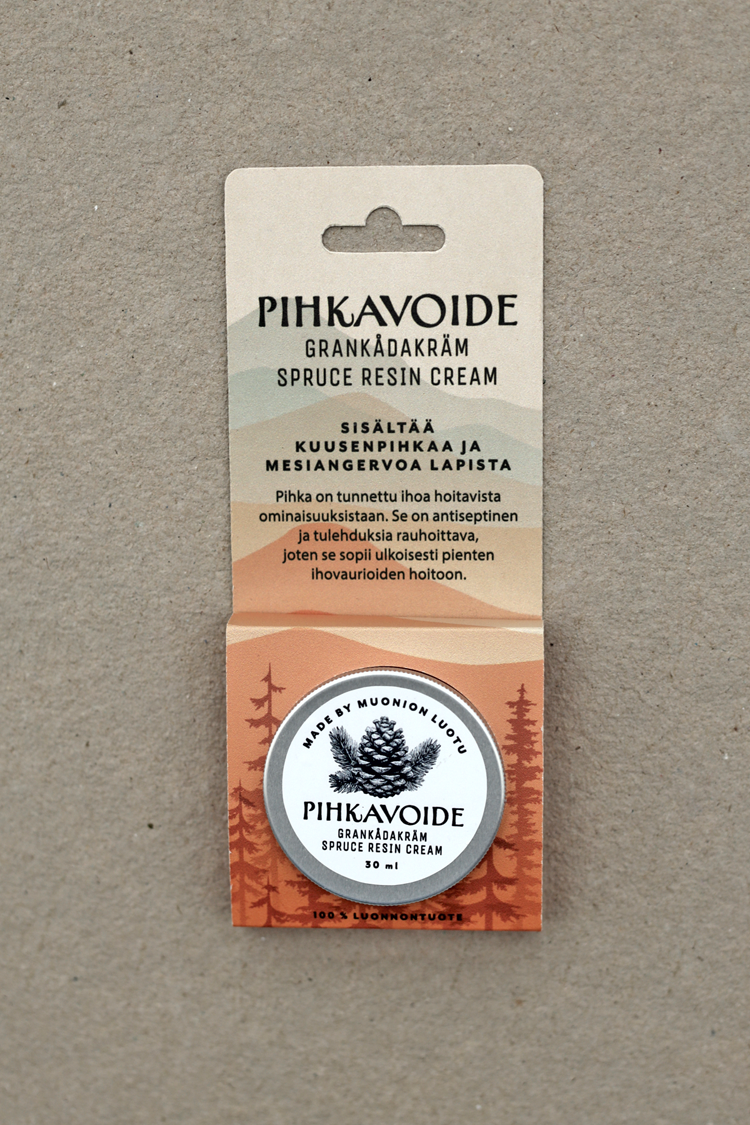 PIHKAVOIDE
GRANKÅDAKRÄM
SPRUCE RESIN CREAM
SISÄLTÄÄ
KUUSENPIHKAA JA
MESIANGERVOA LAPISTA
Pihka on tunnettu ihoa hoitavista
ominaisuuksistaan. Se on antiseptinen
ja tulehduksia rauhoittava,
joten se sopii ulkoisesti pienten
ihovaurioiden hoitoon.
MADE BY MUONION LUOTU
PIHKAVOIDE
GRANKÅDAKRÄM
SPRUCE RESIN CREAM
30 ml
100 % LUONNONTUOTE